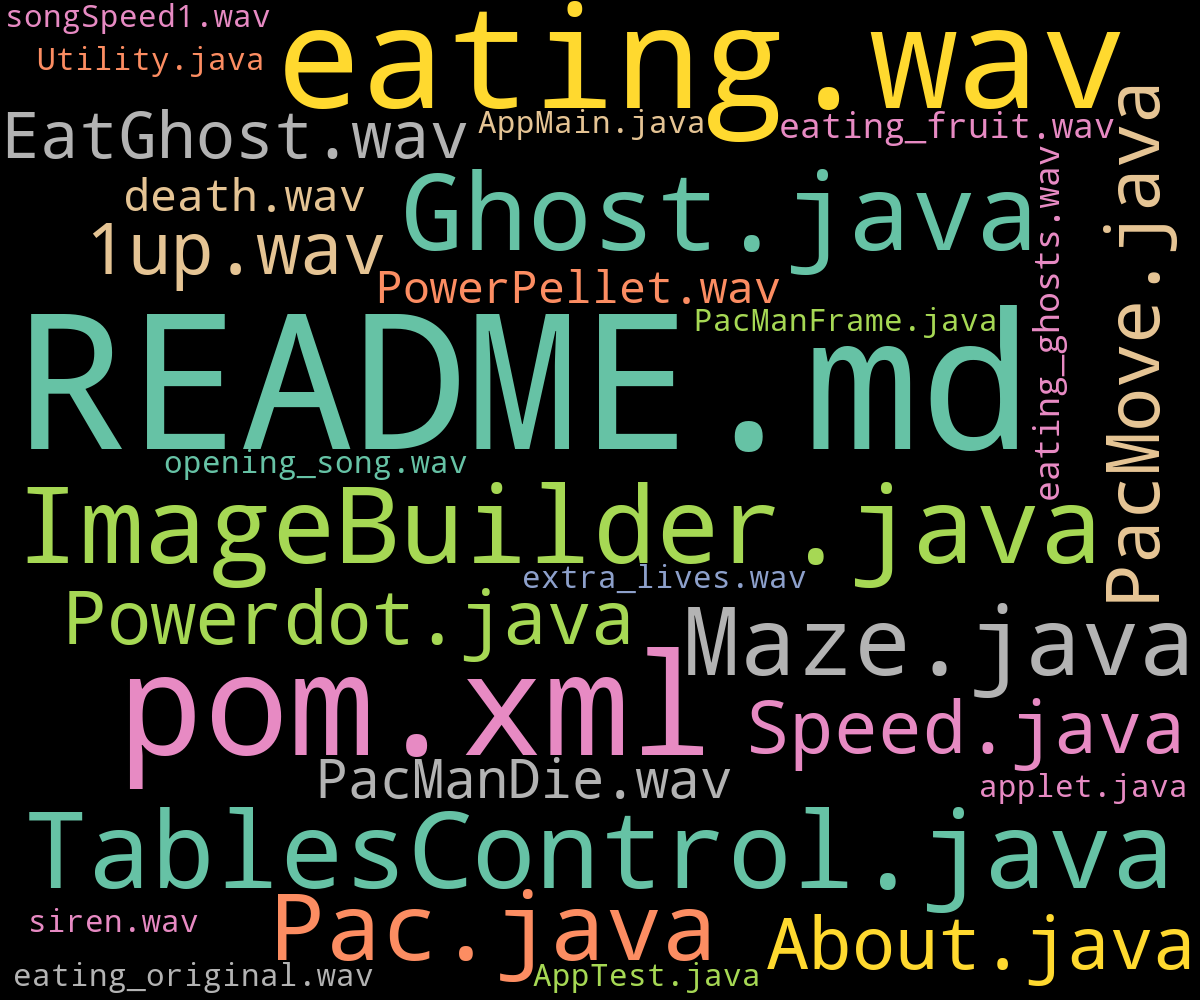 songSpeed1.wav
eating.wav
Utility.java
EatGhost.wav
AppMain.java
eating_fruit.wav
PacMove.java
death.wav
Ghost.java
eating_ghosts.wav
1up.wav
PowerPellet.wav
README.md
PacManFrame.java
opening_song.wav
ImageBuilder.java
extra_lives.wav
Powerdot.java
Maze.java
pom.xml
Speed.java
PacManDie.wav
applet.java
TablesControl.java
siren.wav
Pac.java
About.java
eating_original.wav
AppTest.java